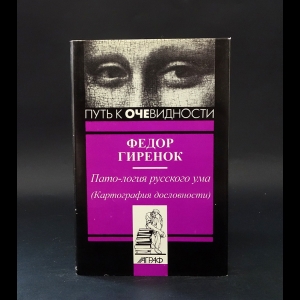 ПУТЬ К ОЧЕВИДНОСТИ
ФЕДОР
ГИРЕНОК
Пато-логия русского ума
(Картография дословности)
АГРАФ